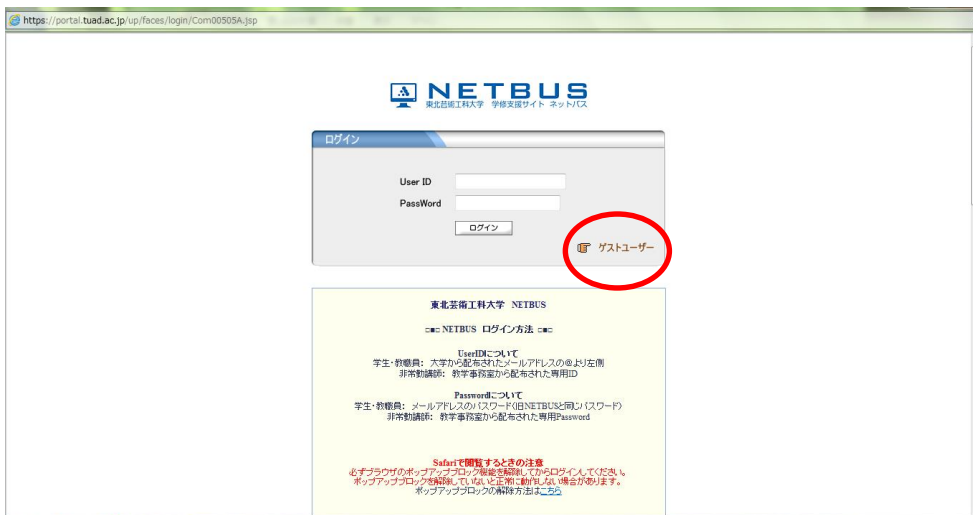 https://portal.tuad.ac.jp/up/faces/login/Com00505A.jsp
NETBUS
東北芸術工科大学 学修支援サイト ネットバス
ログイン
User ID
PassWord
ログイン
ゲストユーザー
東北芸術工科大学 NETBUS
□■□ NETBUS ログイン方法 □■□
UserIDについて
学生・教職員: 大学から配布されたメールアドレスの@より左側
非常勤講師: 教学事務室から配布された専用ID
Passwordについて
学生・教職員: メールアドレスのパスワード(旧NETBUSと同じパスワード)
非常勤講師: 教学事務室から配布された専用Password
Safariで閲覧するときの注意
必ずブラウザのポップアップブロック機能を解除してからログインしてください。
ポップアップブロックを解除していないと正常に動作しない場合があります。
ポップアップブロックの解除方法はこちら